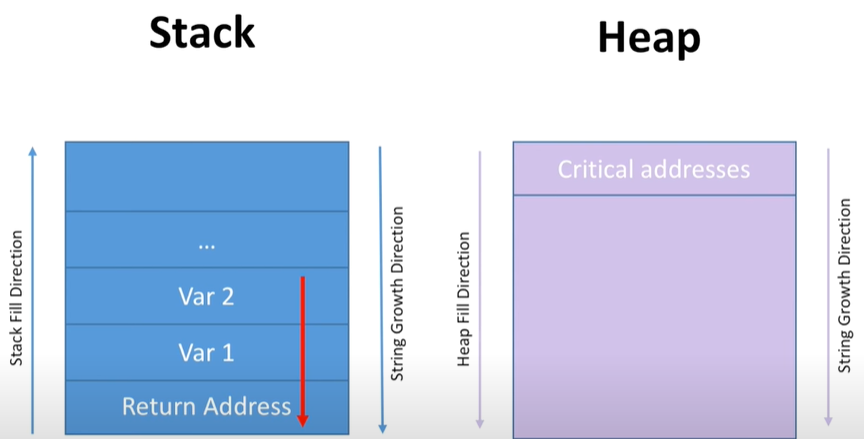 Stack
Heap
Stack Fill Direction
...
Var 2
Var 1
Return Address
String Growth Direction
Heap Fill Direction
Critical addresses
String Growth Direction